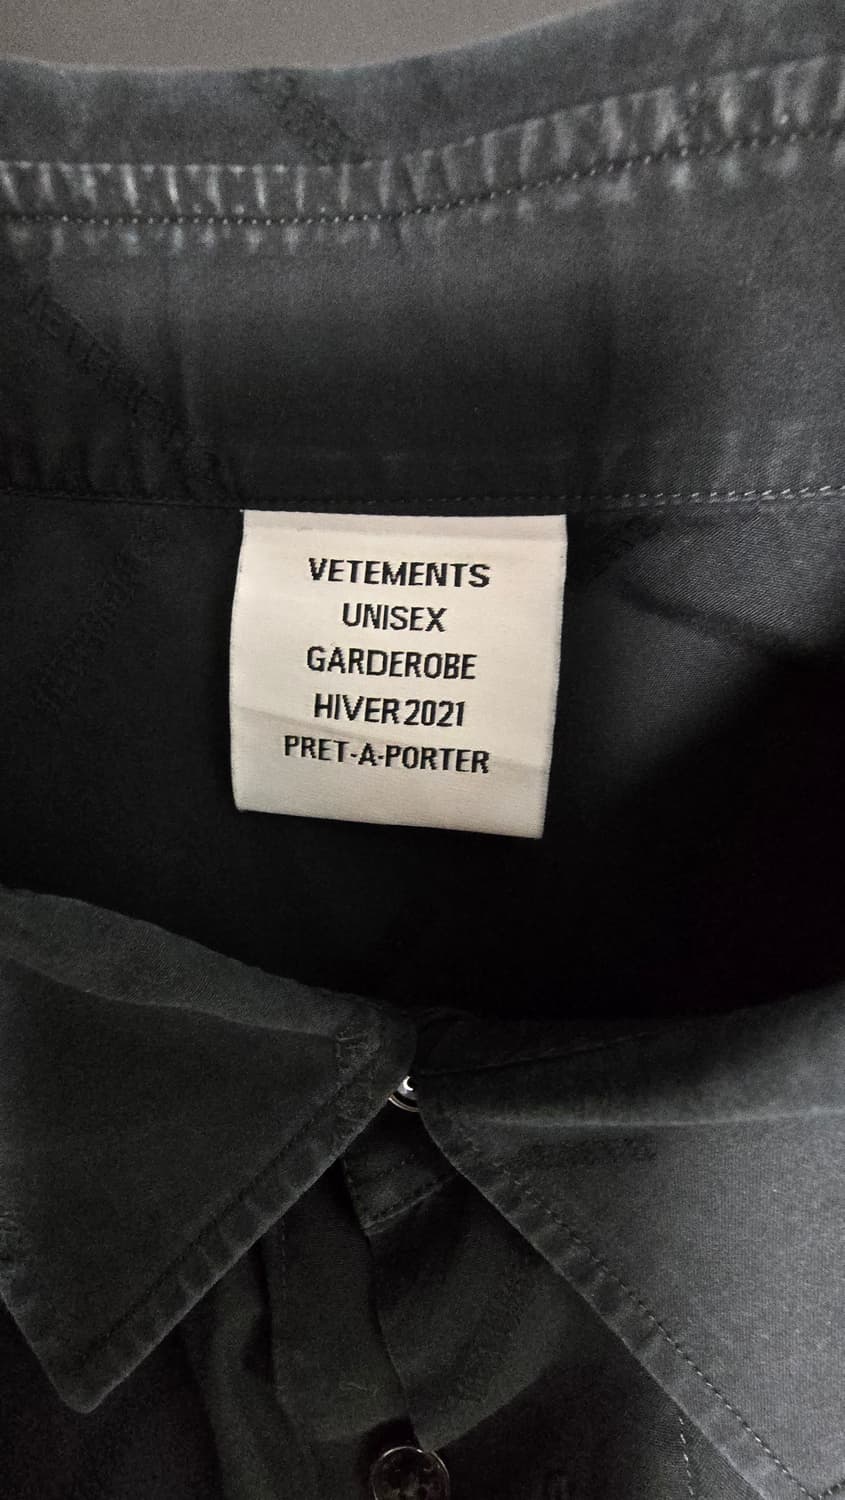 VETEMENTS
UNISEX
GARDEROBE
HIVER 2021
PRET-A-PORTER